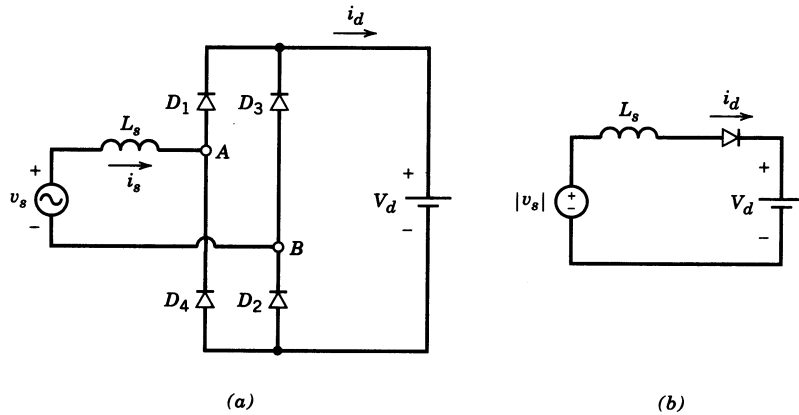 i_d
D_1
D_3
L_s
A
+
i_s
v_s
+
V_d
−
−
B
D_4
D_2
(a)
i_d
L_s
+
|v_s|
+
−
V_d
−
(b)